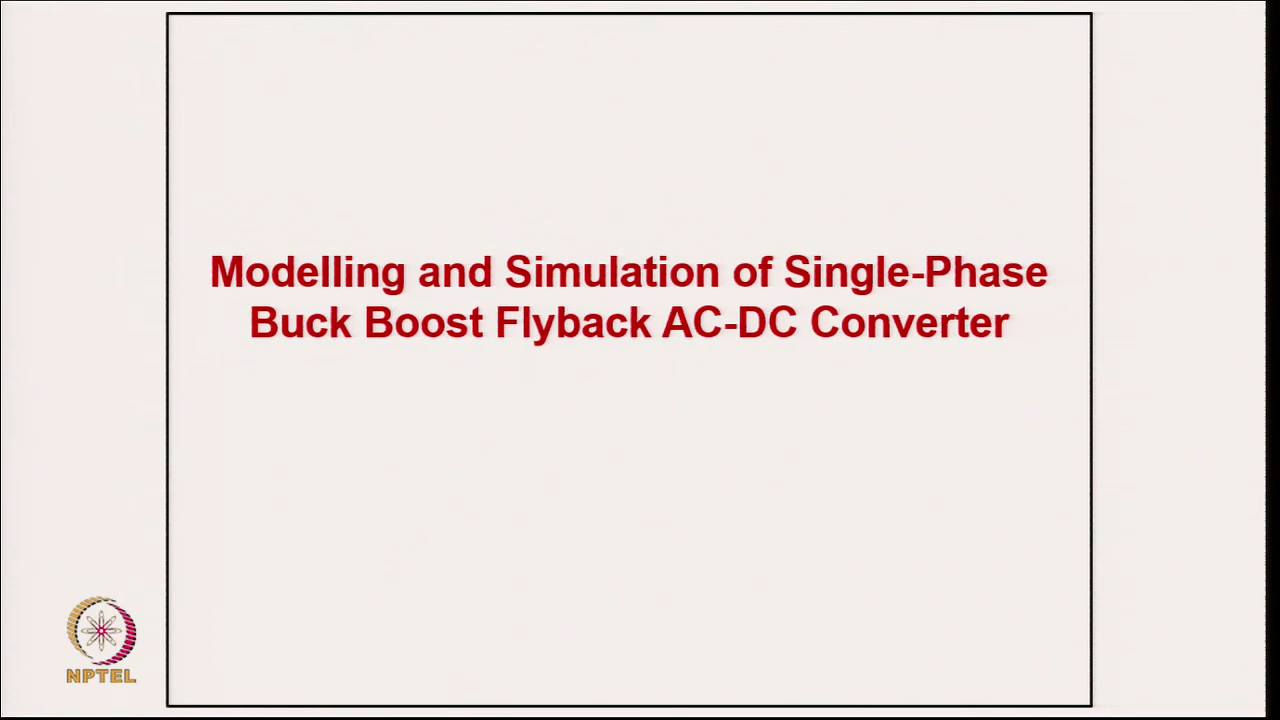 Modelling and Simulation of Single-Phase
Buck Boost Flyback AC-DC Converter
NPTEL